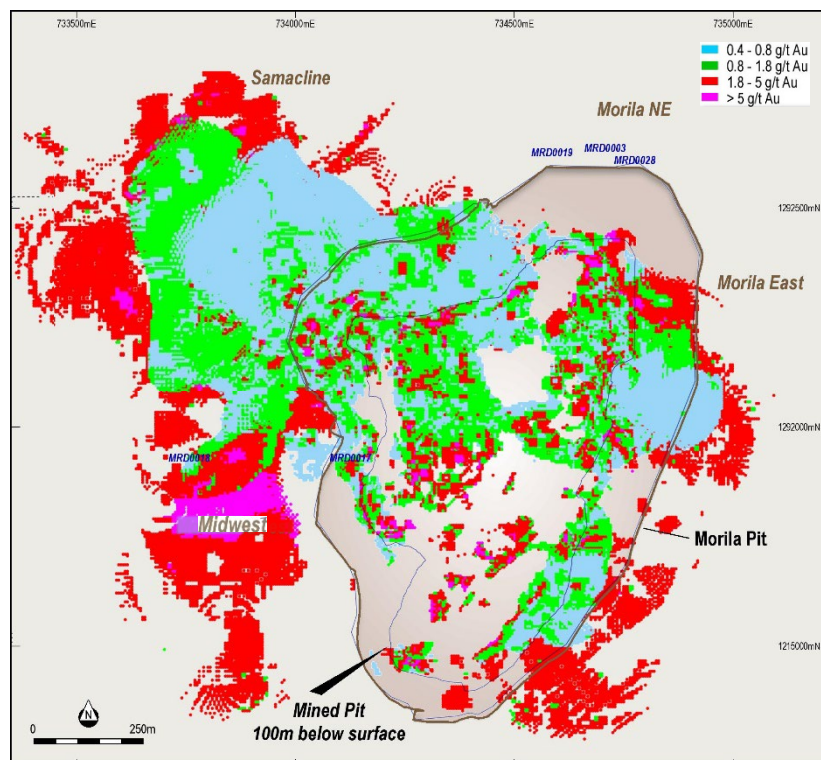 733500mE 734000mE 734500mE 735000mE
0.4 - 0.8 g/t Au
0.8 - 1.8 g/t Au
1.8 - 5 g/t Au
> 5 g/t Au
Samacline
Morila NE
MRD0019 MRD0003
MRD0028
1292500mN
Morila East
1292000mN
MRD0018 MRD0017
Midwest
Morila Pit
1215000mN
Mined Pit
100m below surface
N
0 250m